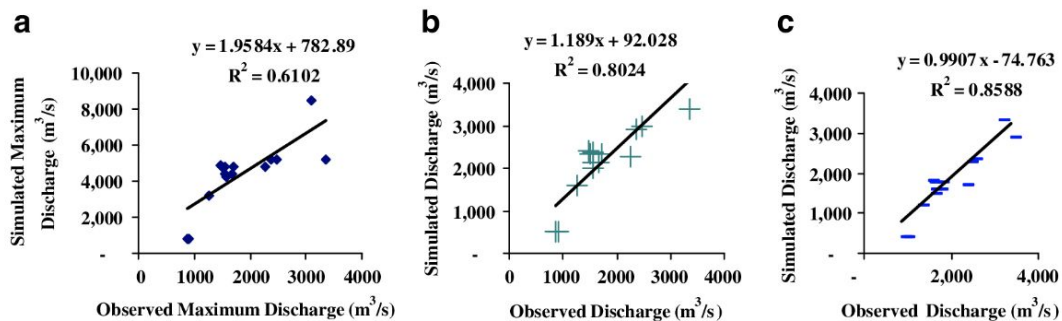 a
y = 1.9584x + 782.89
R² = 0.6102
Simulated Maximum
Discharge (m³/s)
10,000
8,000
6,000
4,000
2,000
-
0 1000 2000 3000 4000
Observed Maximum Discharge (m³/s)
b
y = 1.189x + 92.028
R² = 0.8024
Simulated Discharge (m³/s)
4,000
3,000
2,000
1,000
-
0 1000 2000 3000 4000
Observed Discharge (m³/s)
c
y = 0.9907x - 74.763
R² = 0.8588
Simulated Discharge (m³/s)
4,000
3,000
2,000
1,000
-
- 2,000 4,000
Observed Discharge (m³/s)